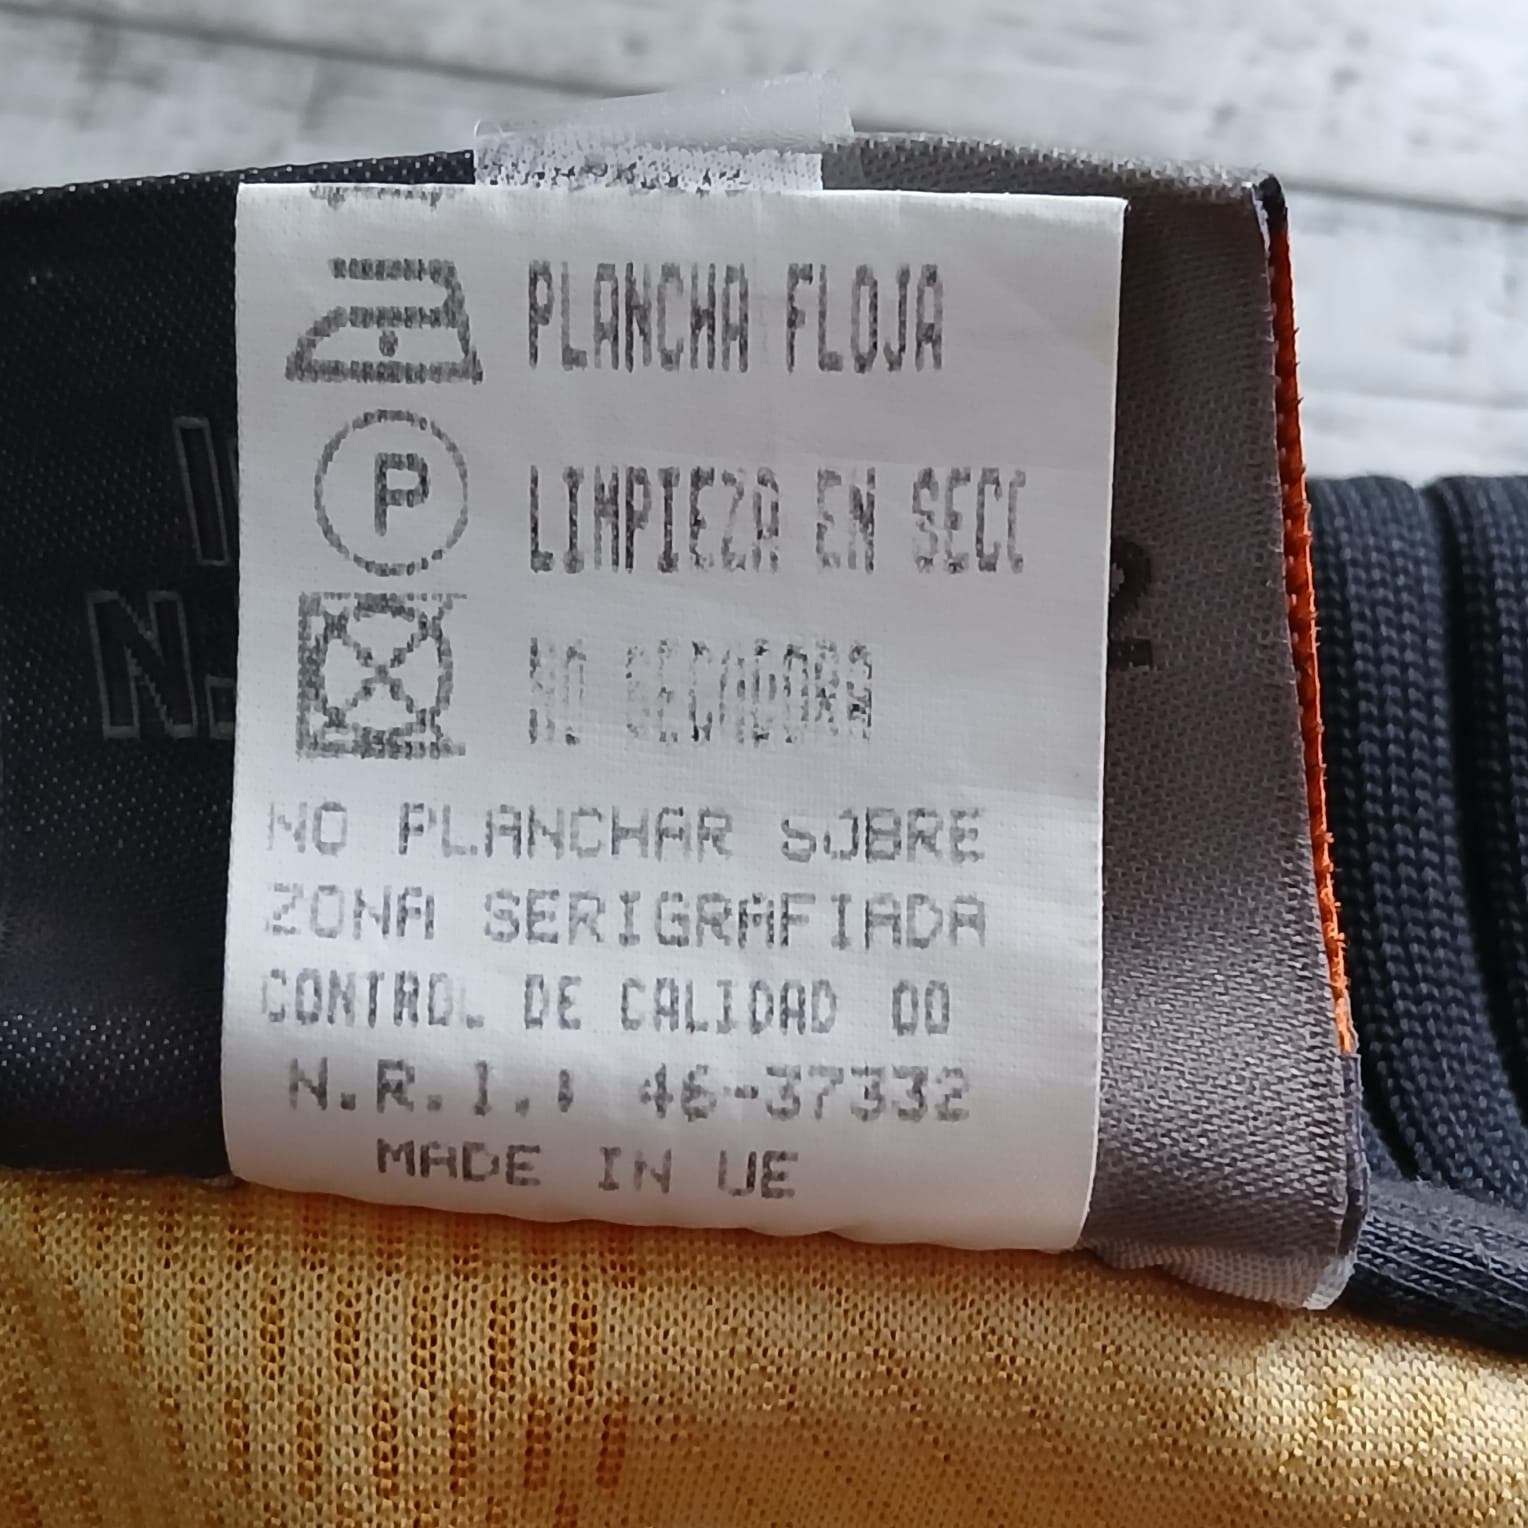 PLANCHA FLOJA
P
LIMPIEZA EN SECO
NO SECADORA
NO PLANCHAR SOBRE
ZONA SERIGRAFIADA
CONTROL DE CALIDAD 00
N.R.I.: 46-37332
MADE IN UE